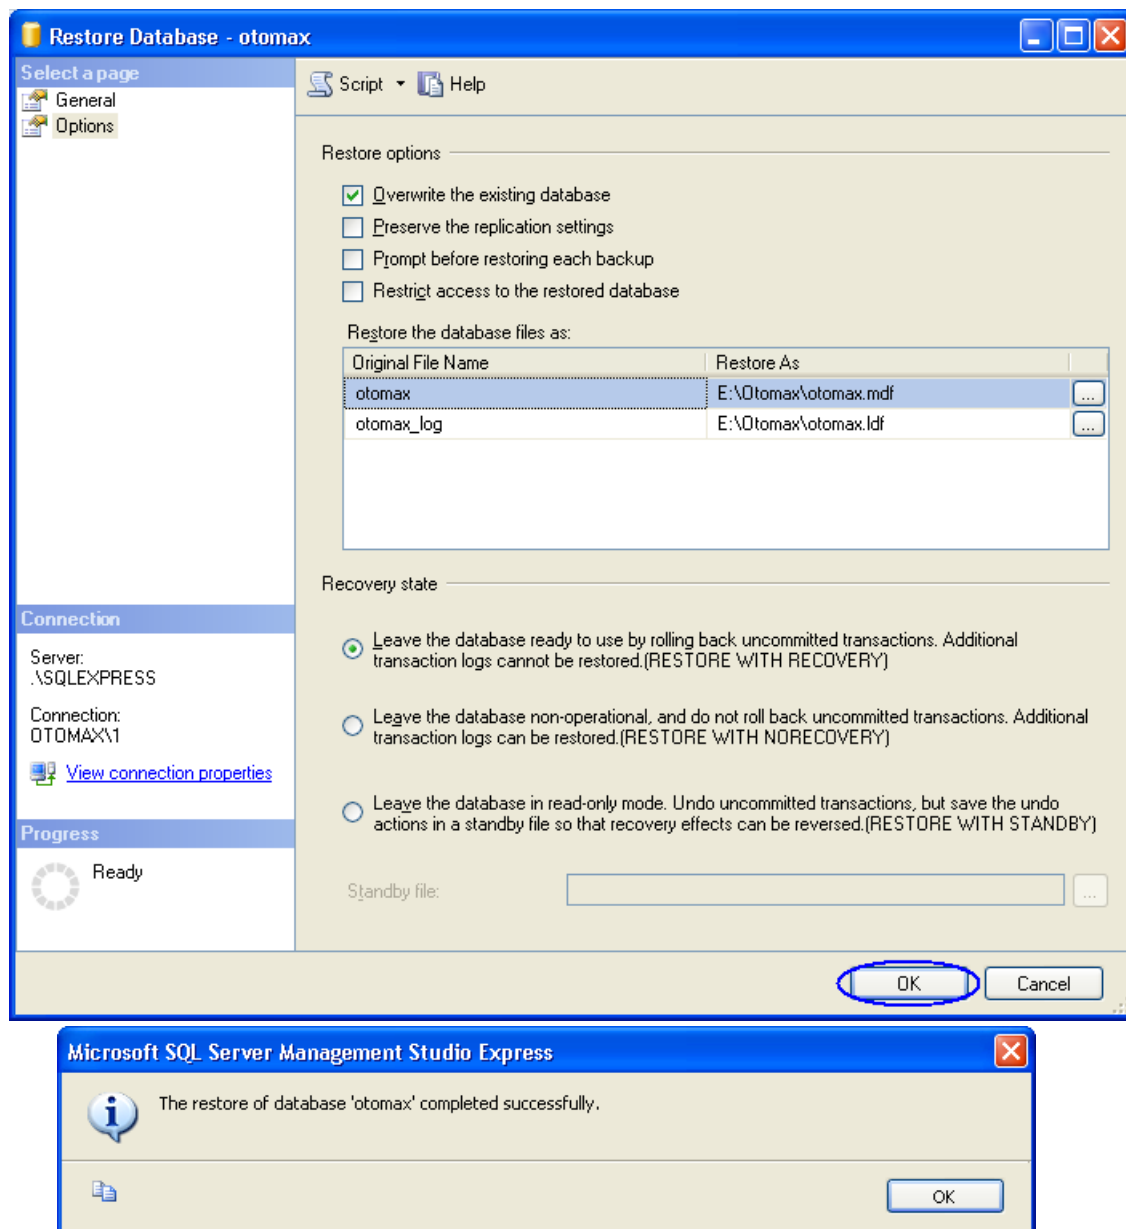 Restore Database - otomax
Select a page
General
Options
Script
Help
Restore options
Overwrite the existing database
Preserve the replication settings
Prompt before restoring each backup
Restrict access to the restored database
Restore the database files as:
Original File Name Restore As
otomax E:\Otomax\otomax.mdf ...
otomax_log E:\Otomax\otomax.ldf ...
Recovery state
Leave the database ready to use by rolling back uncommitted transactions. Additional
transaction logs cannot be restored.(RESTORE WITH RECOVERY)
Leave the database non-operational, and do not roll back uncommitted transactions. Additional
transaction logs can be restored.(RESTORE WITH NORECOVERY)
Leave the database in read-only mode. Undo uncommitted transactions, but save the undo
actions in a standby file so that recovery effects can be reversed.(RESTORE WITH STANDBY)
Standby file: ...
Connection
Server:
.\SQLEXPRESS
Connection:
OTOMAX\1
View connection properties
Progress
Ready
OK Cancel
Microsoft SQL Server Management Studio Express
The restore of database 'otomax' completed successfully.
OK